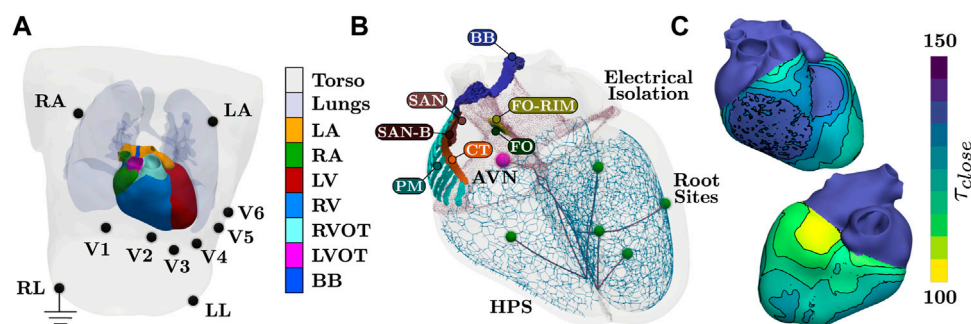 A
RA
LA
V1
V2
V3
V4
V5
V6
RL
LL
Torso
Lungs
LA
RA
LV
RV
RVOT
LVOT
BB
B
BB
SAN
FO-RIM
SAN-B
CT
FO
PM
AVN
Electrical
Isolation
Root
Sites
HPS
C
150
τclose
100